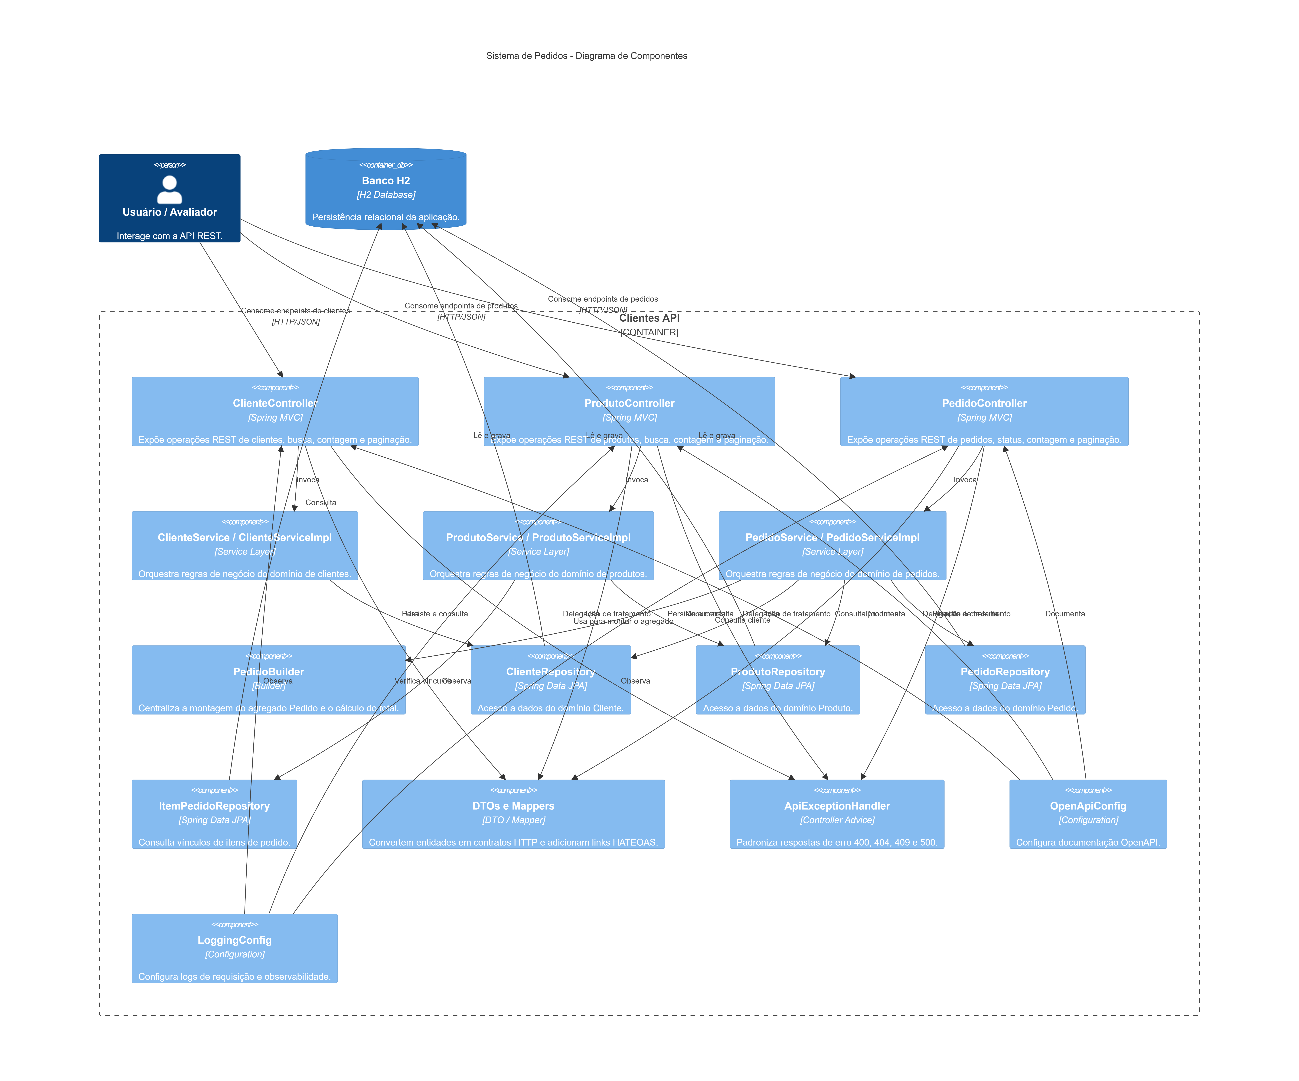 Sistema de Pedidos - Diagrama de Componentes
<<person>>
Usuário / Avaliador
Interage com a API REST.
<<container_db>>
Banco H2
[H2 Database]
Persistência relacional da aplicação.
Consome endpoints de clientes
[HTTP/JSON]
Consome endpoints de produtos
[HTTP/JSON]
Consome endpoints de pedidos
[HTTP/JSON]
Clientes API
[CONTAINER]
<<component>>
ClienteController
[Spring MVC]
Expõe operações REST de clientes, busca, contagem e paginação.
<<component>>
ProdutoController
[Spring MVC]
Expõe operações REST de produtos, busca, contagem e paginação.
<<component>>
PedidoController
[Spring MVC]
Expõe operações REST de pedidos, status, contagem e paginação.
Lê e grava
Lê e grava
Lê e grava
Invoca
Invoca
Invoca
Consulta
<<component>>
ClienteService / ClienteServiceImpl
[Service Layer]
Orquestra regras de negócio do domínio de clientes.
<<component>>
ProdutoService / ProdutoServiceImpl
[Service Layer]
Orquestra regras de negócio do domínio de produtos.
<<component>>
PedidoService / PedidoServiceImpl
[Service Layer]
Orquestra regras de negócio do domínio de pedidos.
Persiste e consulta
Usa para montar o agregado
Consulta cliente
Documenta
<<component>>
PedidoBuilder
[Builder]
Centraliza a montagem do agregado Pedido e o cálculo do total.
<<component>>
ClienteRepository
[Spring Data JPA]
Acesso a dados do domínio Cliente.
<<component>>
ProdutoRepository
[Spring Data JPA]
Acesso a dados do domínio Produto.
<<component>>
PedidoRepository
[Spring Data JPA]
Acesso a dados do domínio Pedido.
Observa
Verifica vínculos
Observa
Observa
<<component>>
ItemPedidoRepository
[Spring Data JPA]
Consulta vínculos de itens de pedido.
<<component>>
DTOs e Mappers
[DTO / Mapper]
Convertem entidades em contratos HTTP e adicionam links HATEOAS.
<<component>>
ApiExceptionHandler
[Controller Advice]
Padroniza respostas de erro 400, 404, 409 e 500.
<<component>>
OpenApiConfig
[Configuration]
Configura documentação OpenAPI.
<<component>>
LoggingConfig
[Configuration]
Configura logs de requisição e observabilidade.